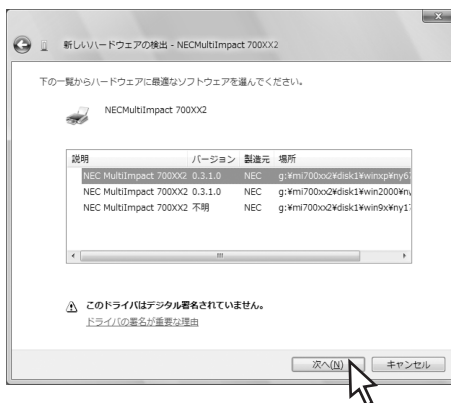 新しいハードウェアの検出 - NECMultiImpact 700XX2
下の一覧からハードウェアに最適なソフトウェアを選んでください。
NECMultiImpact 700XX2
説明 バージョン 製造元 場所
NEC MultiImpact 700XX2 0.3.1.0 NEC g:¥mi700xx2¥disk1¥winxp¥ny6
NEC MultiImpact 700XX2 0.3.1.0 NEC g:¥mi700xx2¥disk1¥win2000¥n
NEC MultiImpact 700XX2 不明 NEC g:¥mi700xx2¥disk1¥win9x¥ny1
このドライバはデジタル署名されていません。
ドライバの署名が重要な理由
次へ(N) キャンセル